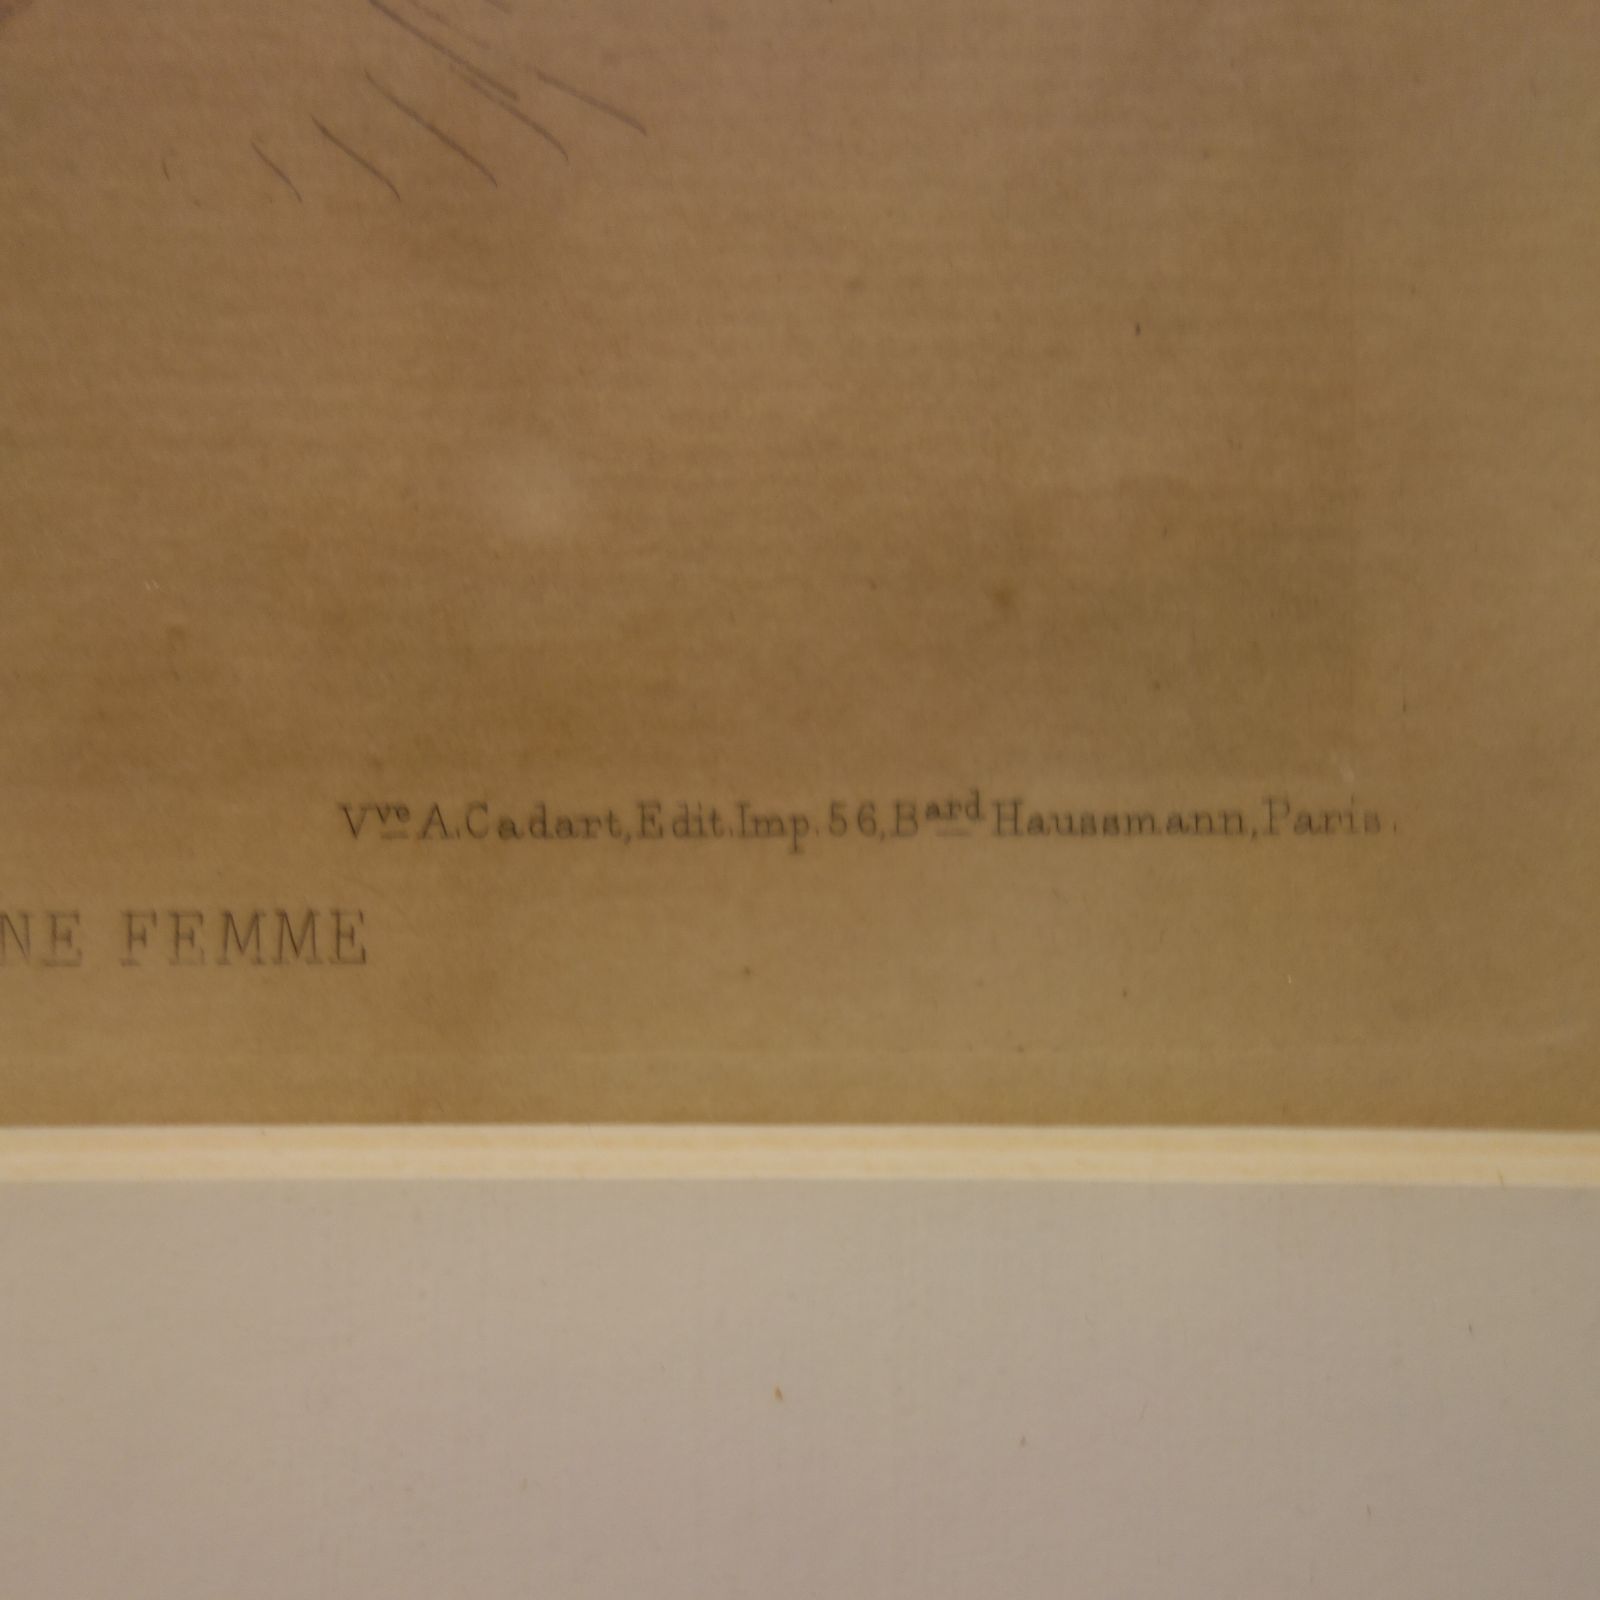 Vve A. Cadart, Edit. Imp. 56, Bard Haussmann, Paris.
NE FEMME